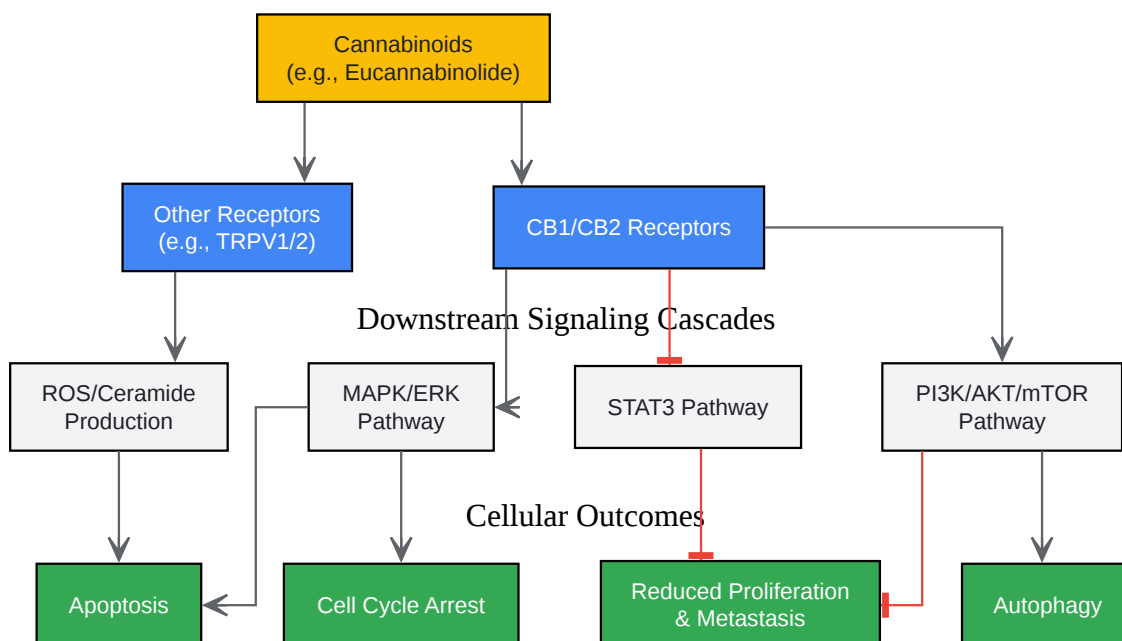 Cannabinoids
(e.g., Eucannabinolide)
Other Receptors
(e.g., TRPV1/2)
CB1/CB2 Receptors
Downstream Signaling Cascades
ROS/Ceramide
Production
MAPK/ERK
Pathway
STAT3 Pathway
PI3K/AKT/mTOR
Pathway
Cellular Outcomes
Apoptosis
Cell Cycle Arrest
Reduced Proliferation
& Metastasis
Autophagy